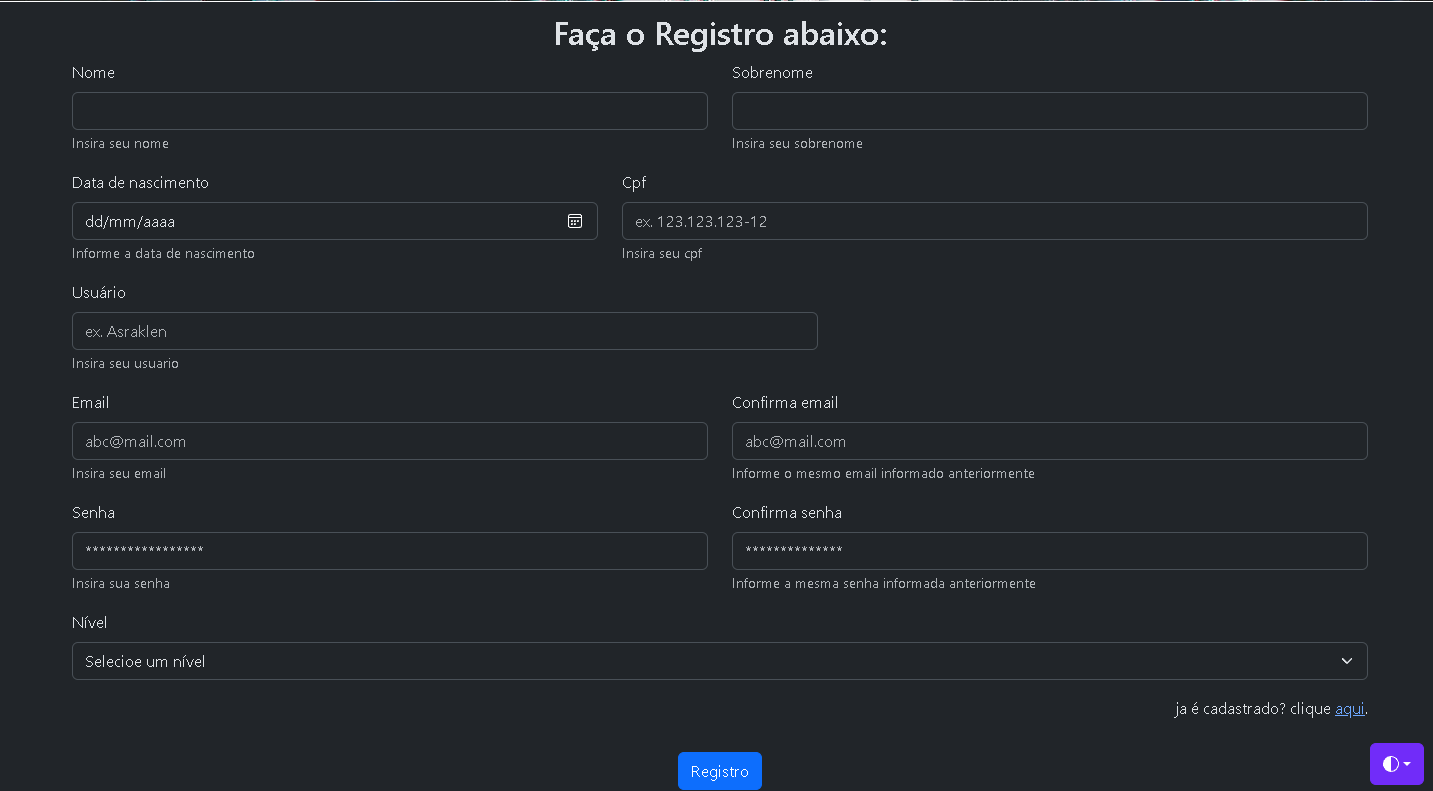 Faça o Registro abaixo:
Nome
Sobrenome
Insira seu nome
Insira seu sobrenome
Data de nascimento
Cpf
dd/mm/aaaa
ex. 123.123.123-12
Informe a data de nascimento
Insira seu cpf
Usuário
ex. Asraklen
Insira seu usuario
Email
Confirma email
abc@mail.com
abc@mail.com
Insira seu email
Informe o mesmo email informado anteriormente
Senha
Confirma senha
*****************
**************
Insira sua senha
Informe a mesma senha informada anteriormente
Nível
Selecioe um nível
ja é cadastrado? clique aqui.
Registro